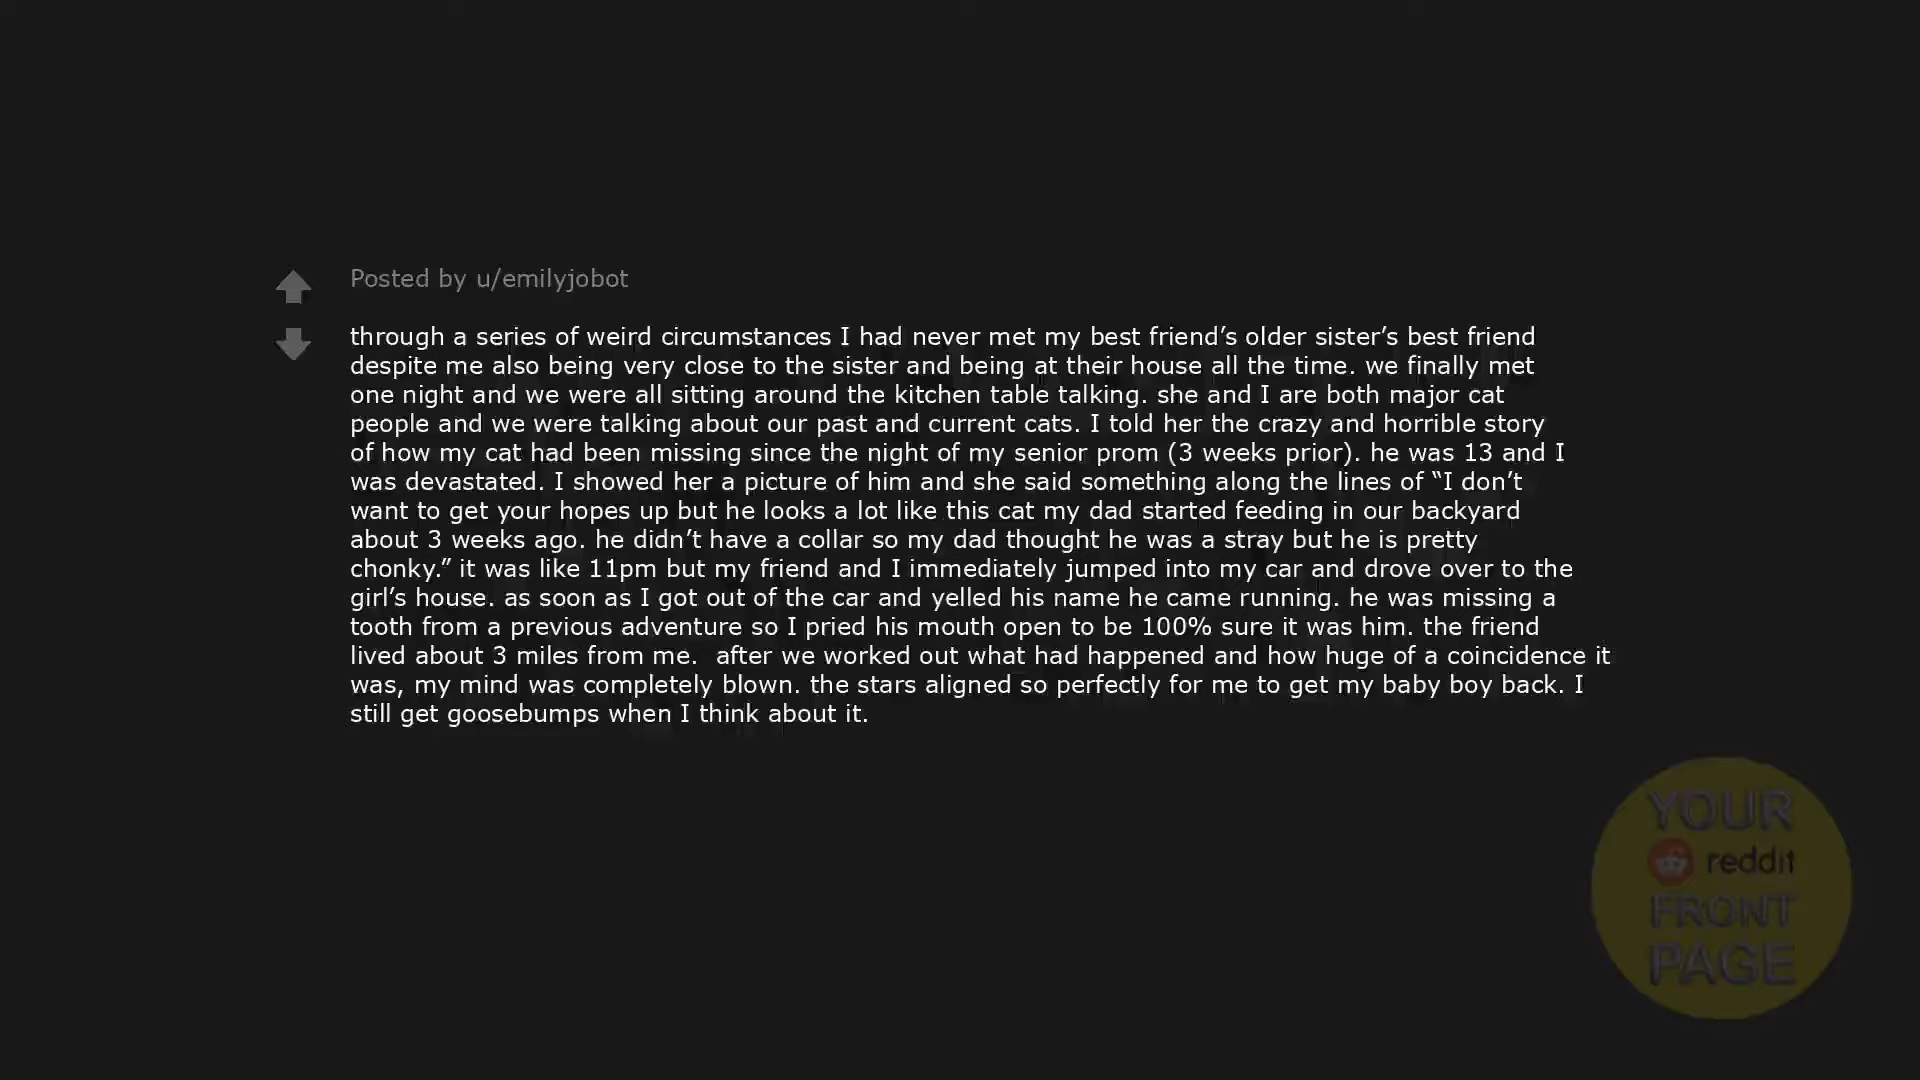 Posted by u/emilyjobot
through a series of weird circumstances I had never met my best friend’s older sister’s best friend
despite me also being very close to the sister and being at their house all the time. we finally met
one night and we were all sitting around the kitchen table talking. she and I are both major cat
people and we were talking about our past and current cats. I told her the crazy and horrible story
of how my cat had been missing since the night of my senior prom (3 weeks prior). he was 13 and I
was devastated. I showed her a picture of him and she said something along the lines of “I don’t
want to get your hopes up but he looks a lot like this cat my dad started feeding in our backyard
about 3 weeks ago. he didn’t have a collar so my dad thought he was a stray but he is pretty
chonky.” it was like 11pm but my friend and I immediately jumped into my car and drove over to the
girl’s house. as soon as I got out of the car and yelled his name he came running. he was missing a
tooth from a previous adventure so I pried his mouth open to be 100% sure it was him. the friend
lived about 3 miles from me.  after we worked out what had happened and how huge of a coincidence it
was, my mind was completely blown. the stars aligned so perfectly for me to get my baby boy back. I
still get goosebumps when I think about it.
YOUR
reddit
FRONT
PAGE